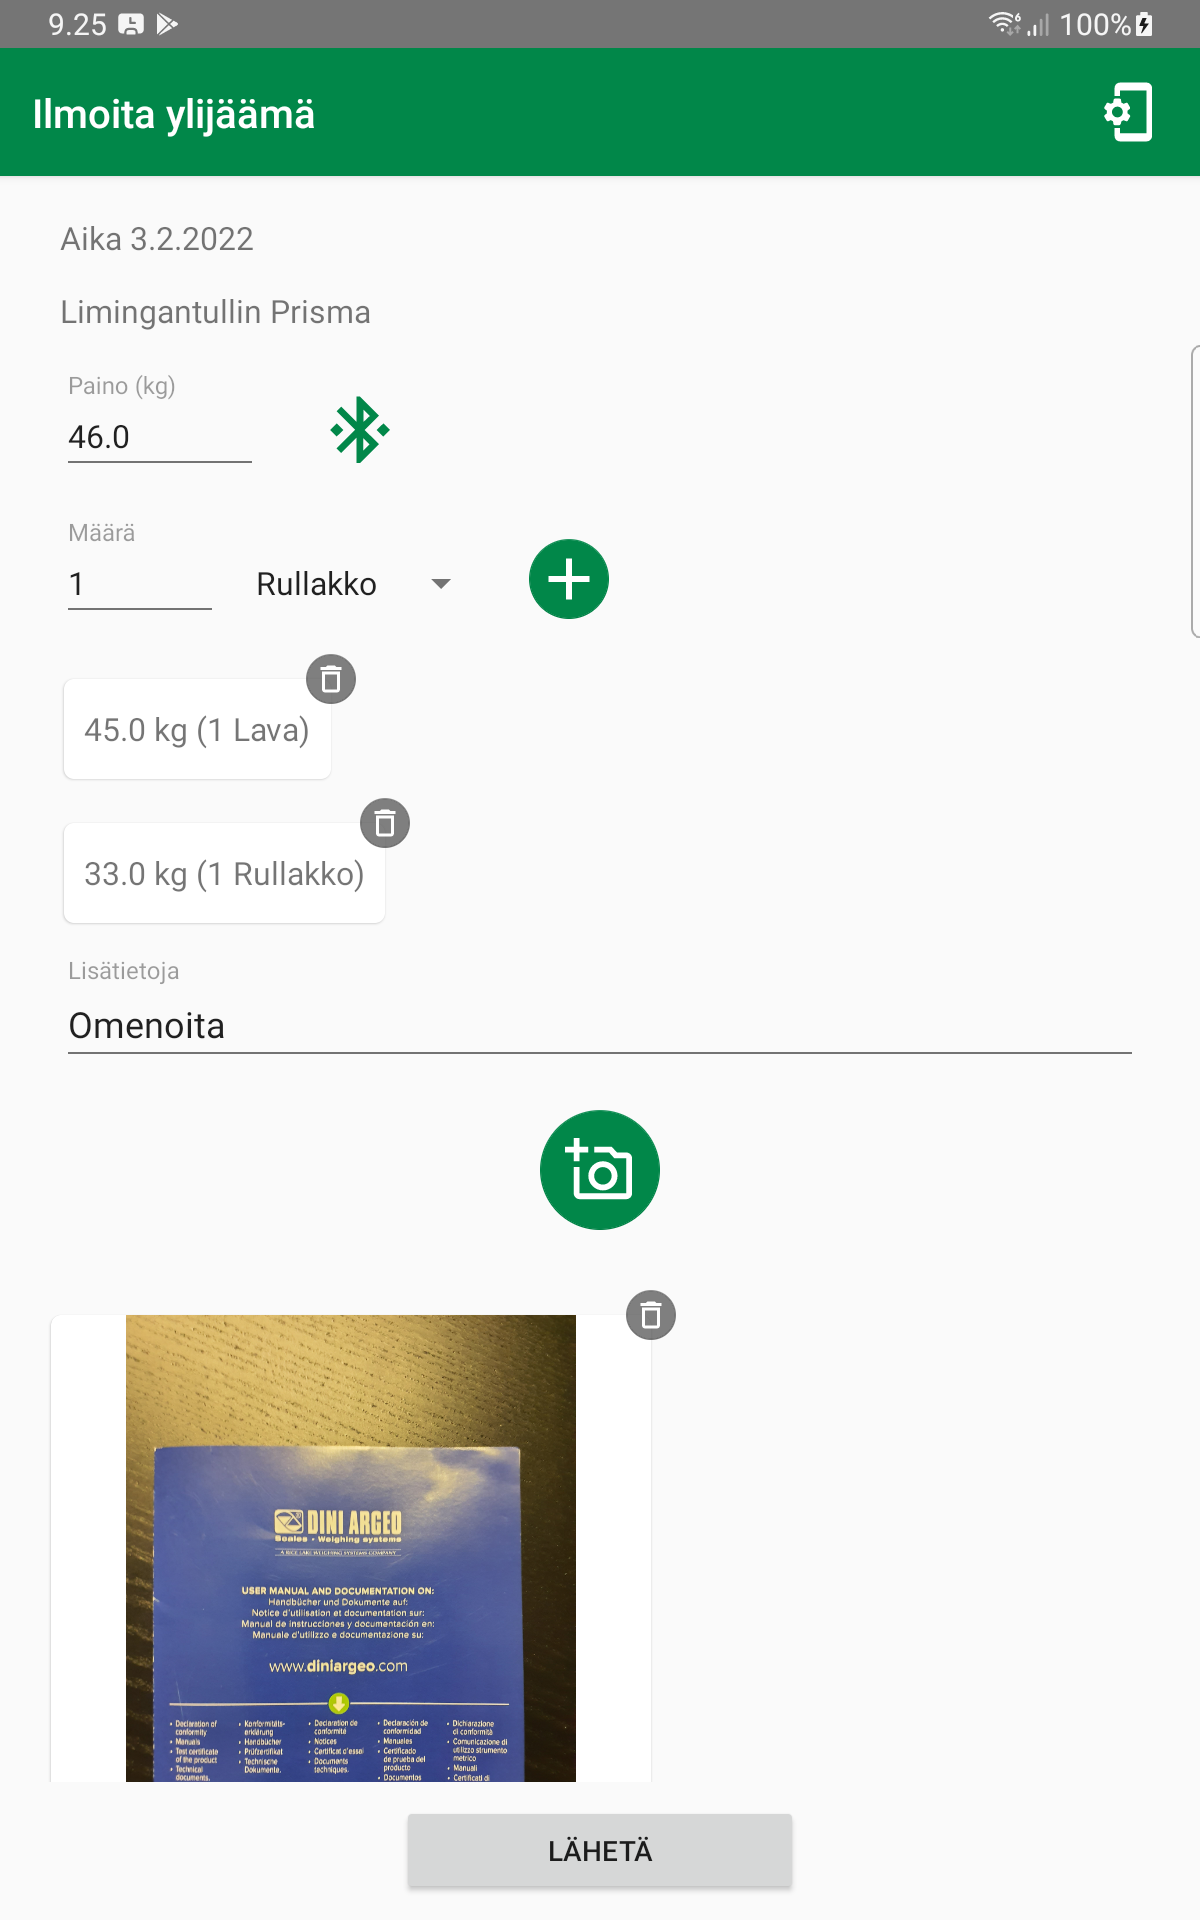 9.25
6
100%
Ilmoita ylijäämä
Aika 3.2.2022
Limingantullin Prisma
Paino (kg)
46.0
Määrä
1 Rullakko
45.0 kg (1 Lava)
33.0 kg (1 Rullakko)
Lisätietoja
Omenoita
DINI ARGEO
Scales • Weighing systems
A RICE LAKE WEIGHING SYSTEMS COMPANY
USER MANUAL AND DOCUMENTATION ON:
Handbücher und Dokumente auf:
Notice d'utilisation et documentation sur:
Manual de instrucciones y documentación en:
Manuale d'utilizzo e documentazione su:
www.diniargeo.com
• Declaration of
conformity
• Manuals
• Test certificate
of the product
• Technical
documents.
• Konformitäts-
erklärung
• Handbücher
• Prüfzertifikat
• Technische
Dokumente.
• Declaration de
conformité
• Notices
• Certificat d'essai
• Documents
techniques.
• Declaración de
conformidad
• Manuales
• Certificado
de prueba del
producto
• Documentos
• Dichiarazione
di conformità
• Comunicazione di
utilizzo strumento
metrico
• Manuali
• Certificati di
LÄHETÄ